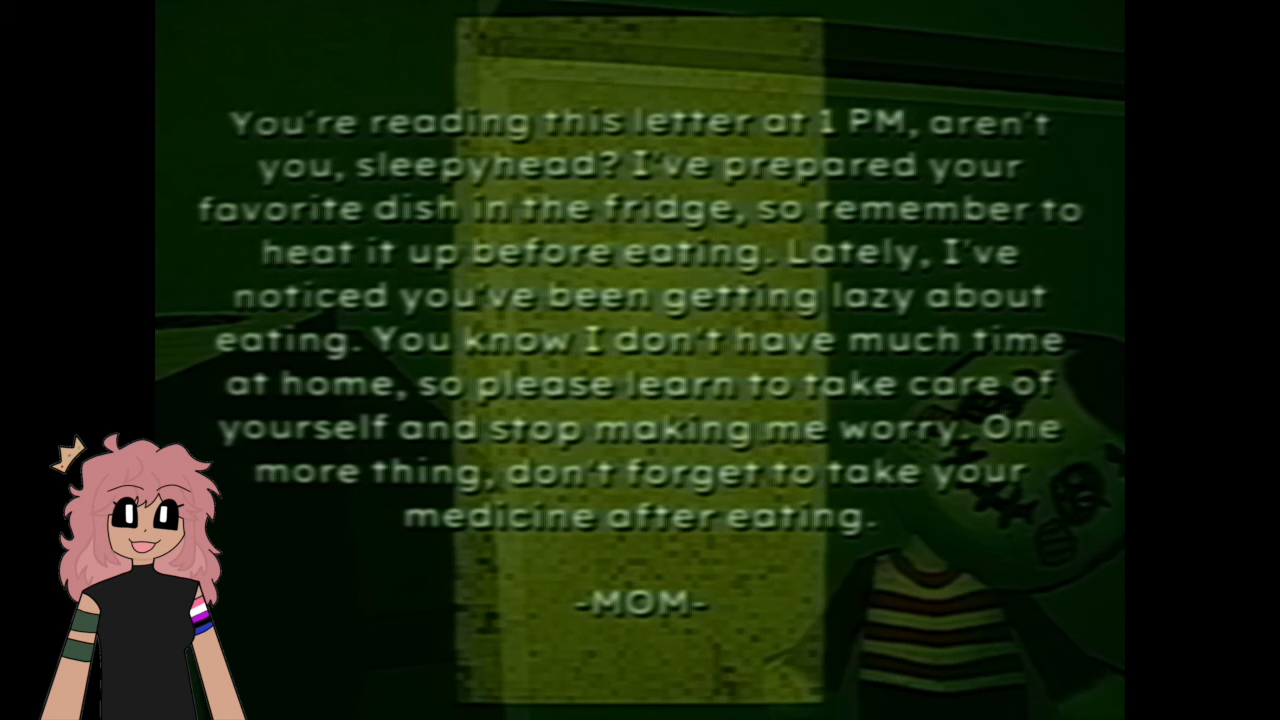 You're reading this letter at 1 PM, aren't
you, sleepyhead? I've prepared your
favorite dish in the fridge, so remember to
heat it up before eating. Lately, I've
noticed you've been getting lazy about
eating. You know I don't have much time
at home, so please learn to take care of
yourself and stop making me worry. One
more thing, don't forget to take your
medicine after eating.
-MOM-